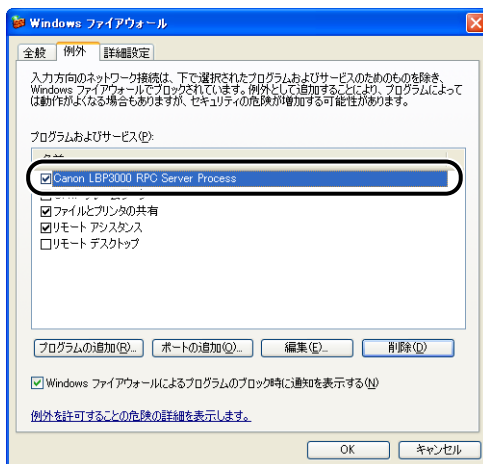 Windows ファイアウォール
全般 例外 詳細設定
入力方向のネットワーク接続は、下で選択されたプログラムおよびサービスのためのものを除き、
Windows ファイアウォールでブロックされています。例外として追加することにより、プログラムによって
は動作がよくなる場合もありますが、セキュリティの危険が増加する可能性があります。
プログラムおよびサービス(P):
Canon LBP3000 RPC Server Process
ファイルとプリンタの共有
リモート アシスタンス
リモート デスクトップ
プログラムの追加(R)... ポートの追加(O)... 編集(E)... 削除(D)
Windows ファイアウォールによるプログラムのブロック時に通知を表示する(N)
例外を許可することの危険の詳細を表示します。
OK キャンセル